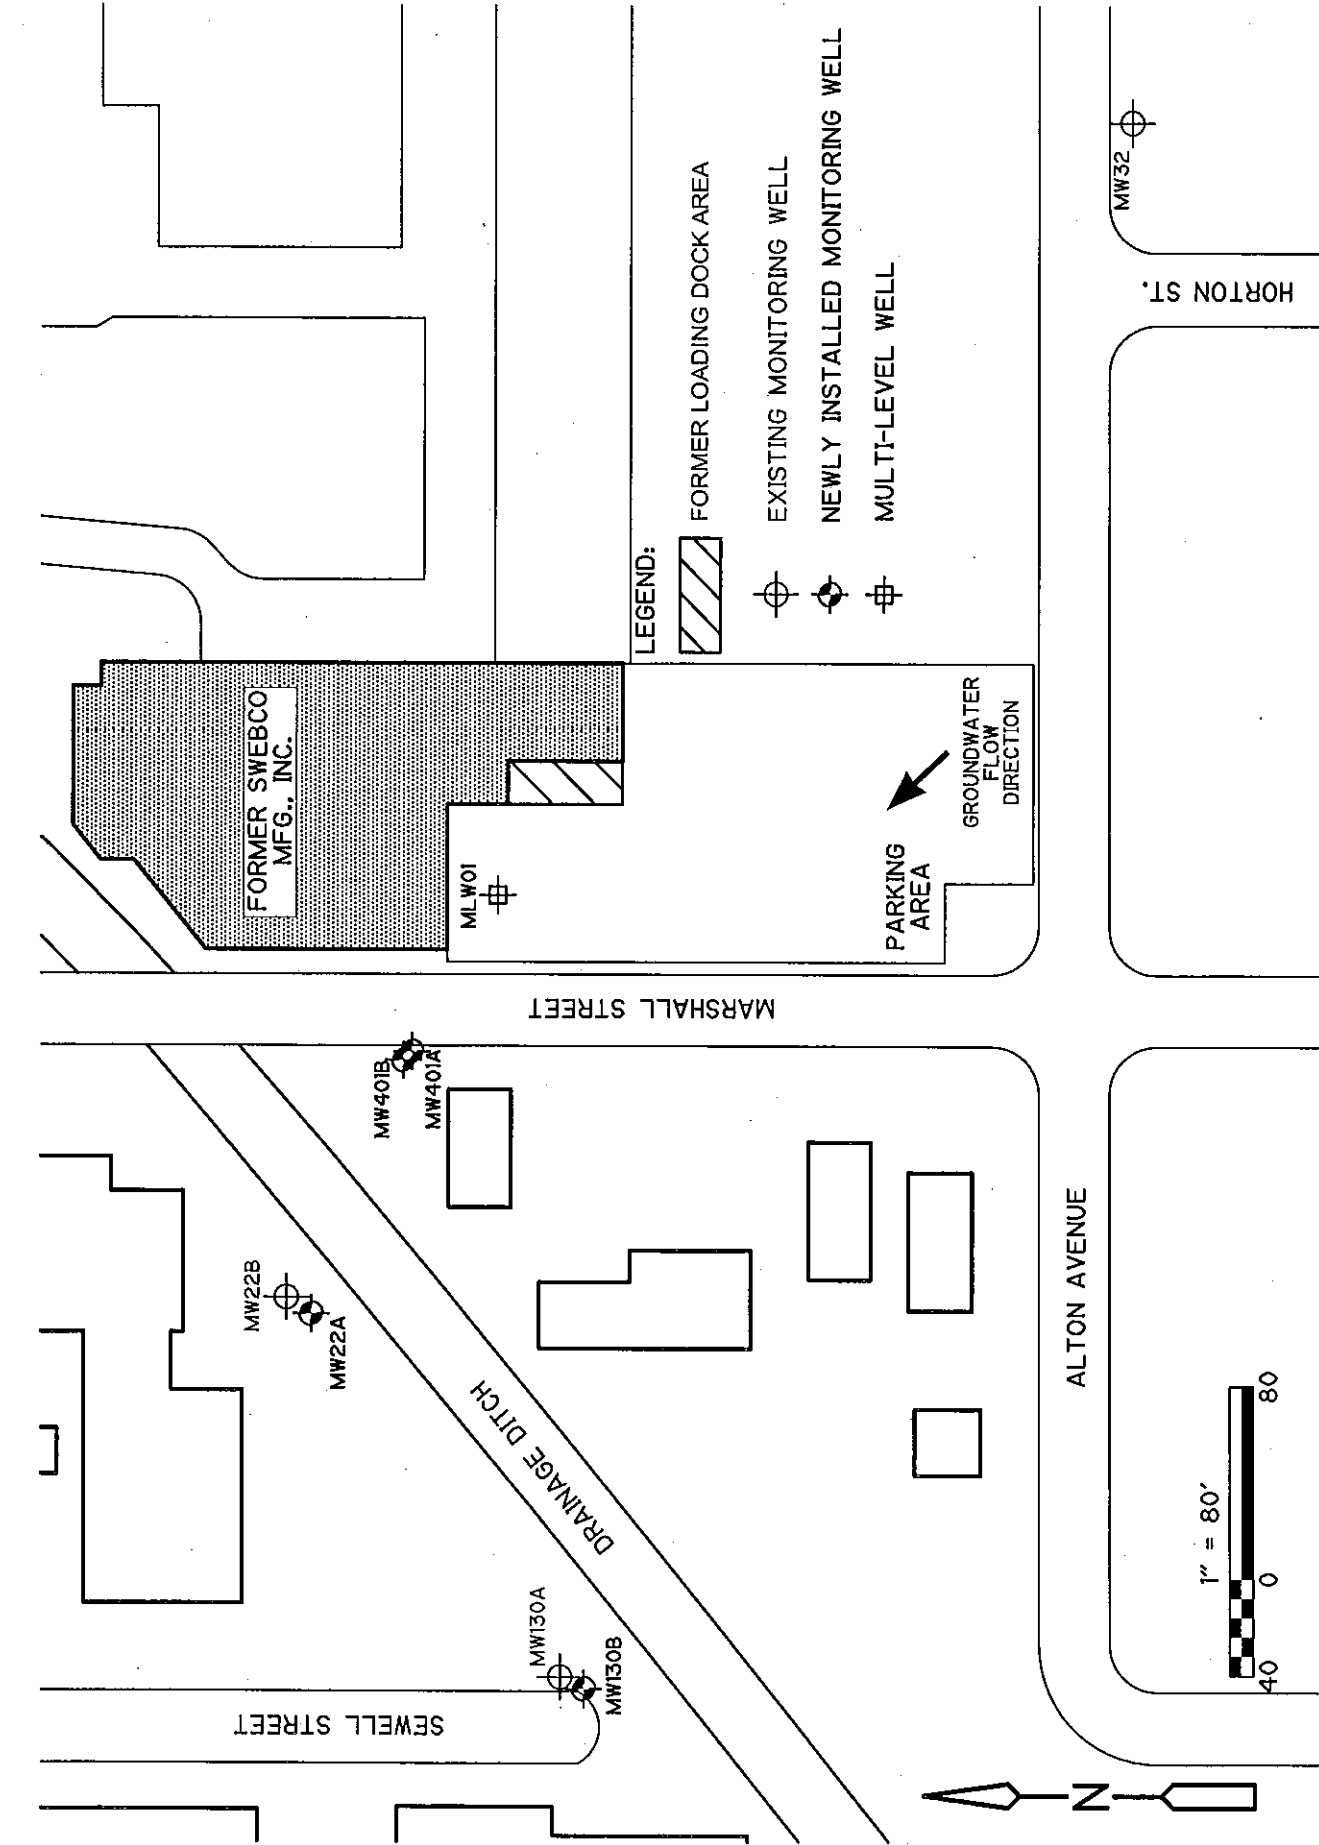 SEWELL STREET
MW130A
MW130B
MW22B
MW22A
DRAINAGE DITCH
MW401B
MW401A
MARSHALL STREET
FORMER SWEBCO
MFG., INC.
MLW01
PARKING
AREA
GROUNDWATER
FLOW
DIRECTION
LEGEND:
FORMER LOADING DOCK AREA
EXISTING MONITORING WELL
NEWLY INSTALLED MONITORING WELL
MULTI-LEVEL WELL
ALTON AVENUE
HORTON ST.
MW32
1" = 80'
40 0 80
N